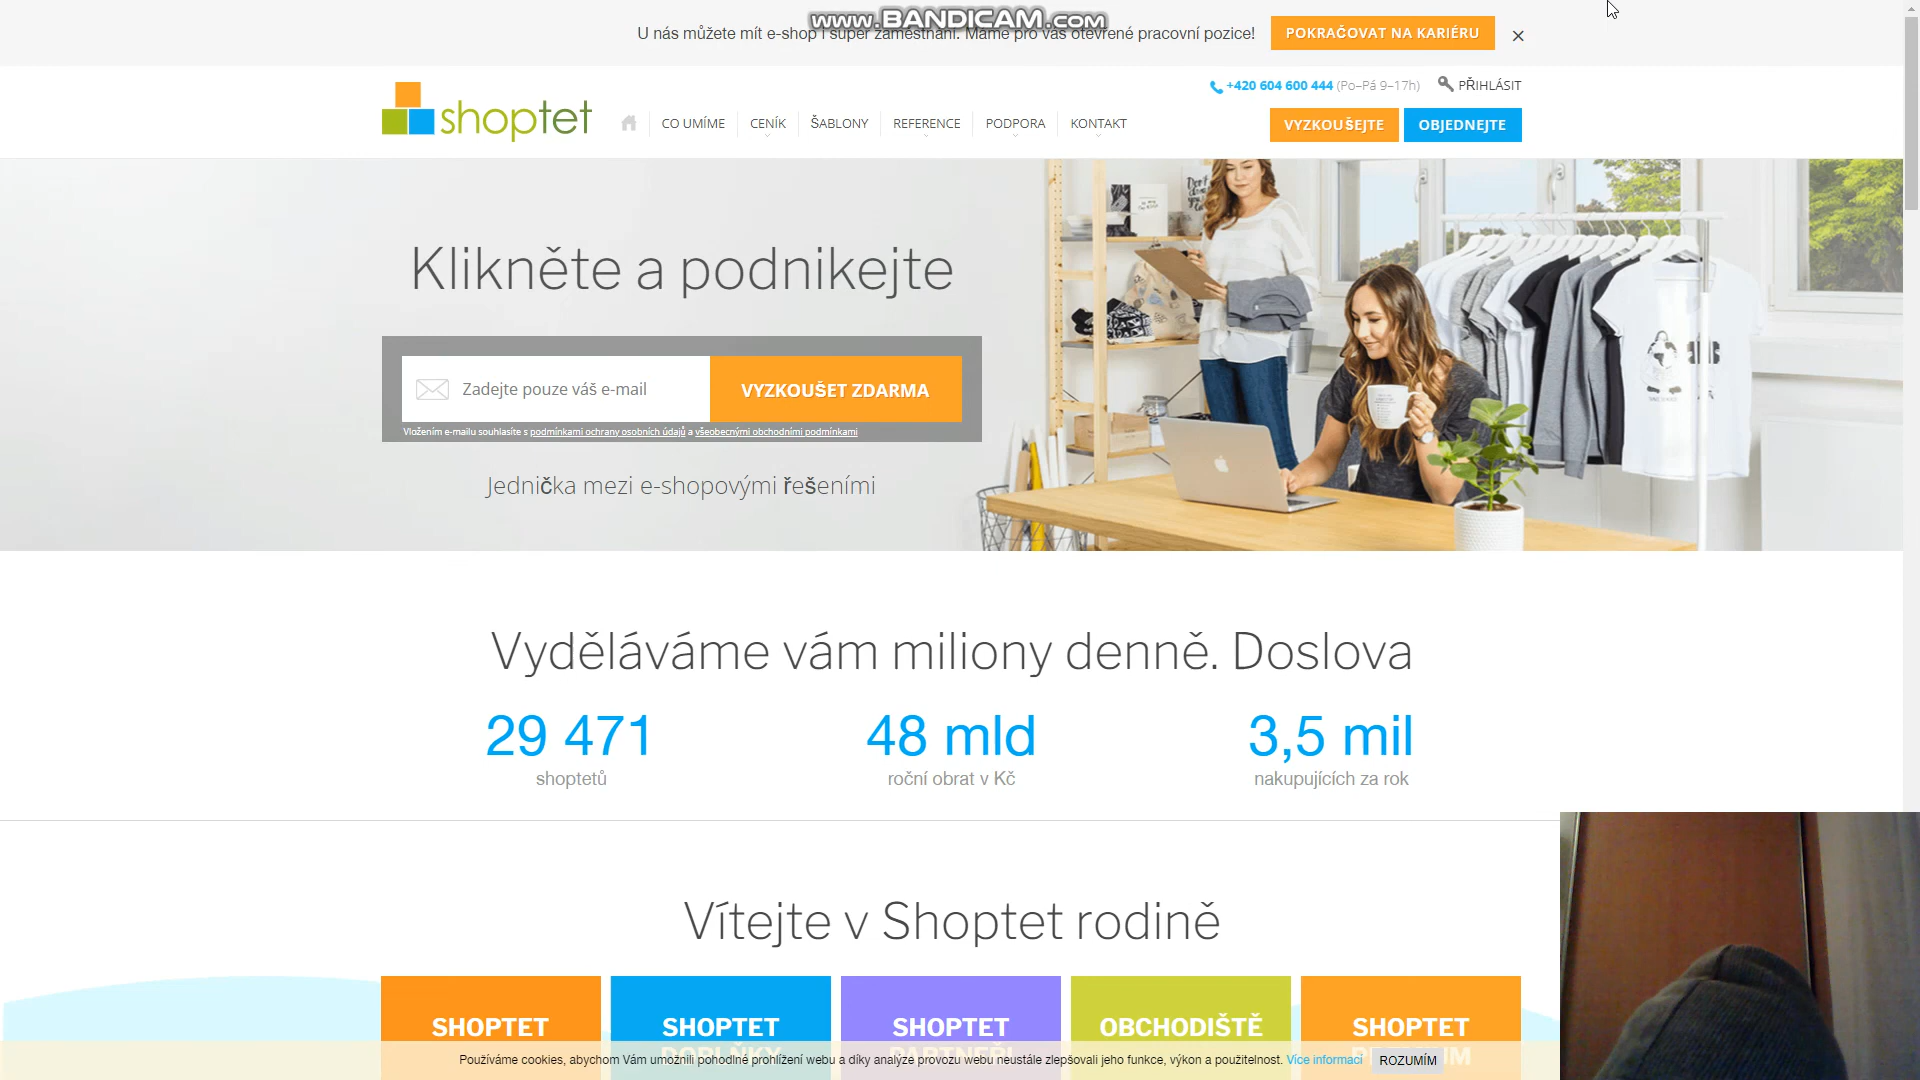 www.BANDICAM.com
U nás můžete mít e-shop i super zaměstnání. Máme pro vás otevřené pracovní pozice!
POKRAČOVAT NA KARIÉRU
+420 604 600 444 (Po–Pá 9–17h)
PŘIHLÁSIT
shoptet
CO UMÍME
CENÍK
ŠABLONY
REFERENCE
PODPORA
KONTAKT
VYZKOUŠEJTE
OBJEDNEJTE
Klikněte a podnikejte
Zadejte pouze váš e-mail
VYZKOUŠET ZDARMA
Vložením e-mailu souhlasíte s podmínkami ochrany osobních údajů a všeobecnými obchodními podmínkami
Jednička mezi e-shopovými řešeními
Vyděláváme vám miliony denně. Doslova
29 471
shoptetů
48 mld
roční obrat v Kč
3,5 mil
nakupujících za rok
Vítejte v Shoptet rodině
SHOPTET
SHOPTET
DOPLŇKY
SHOPTET
PARTNEŘI
OBCHODIŠTĚ
SHOPTET
PREMIUM
Používáme cookies, abychom Vám umožnili pohodlné prohlížení webu a díky analýze provozu webu neustále zlepšovali jeho funkce, výkon a použitelnost. Více informací
ROZUMÍM